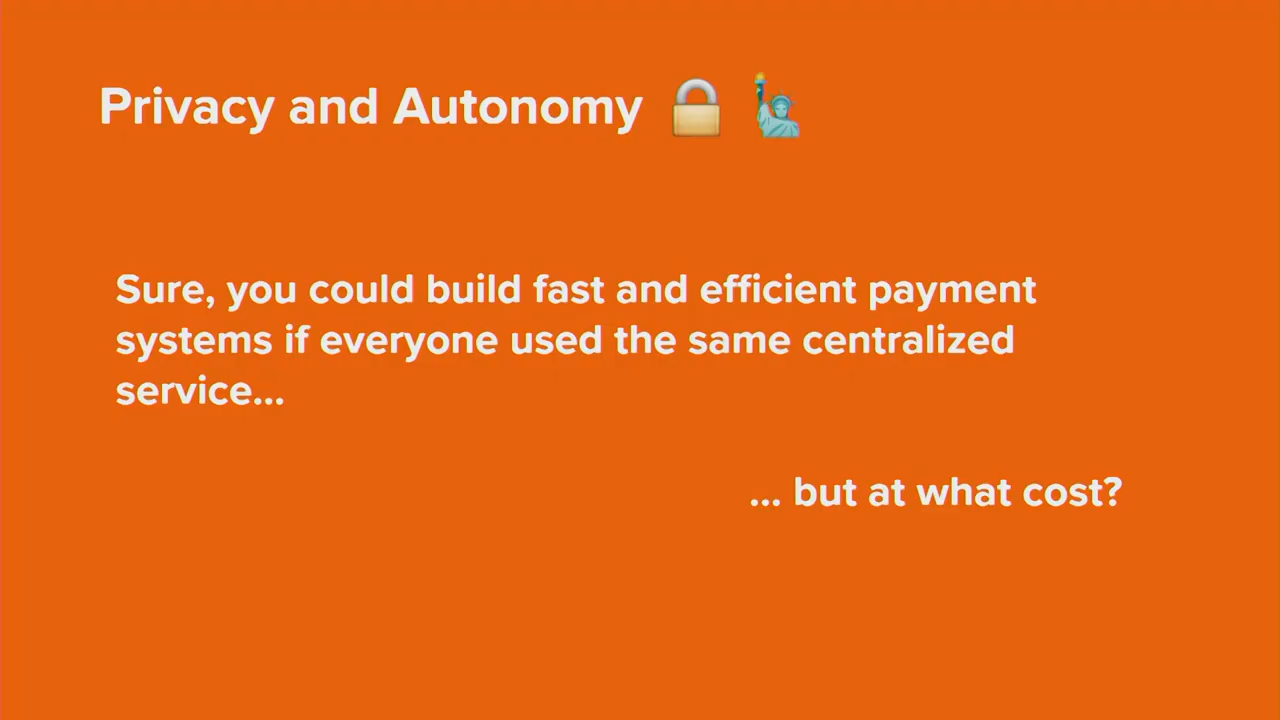 Privacy and Autonomy 🔒 🗽
Sure, you could build fast and efficient payment
systems if everyone used the same centralized
service...
... but at what cost?